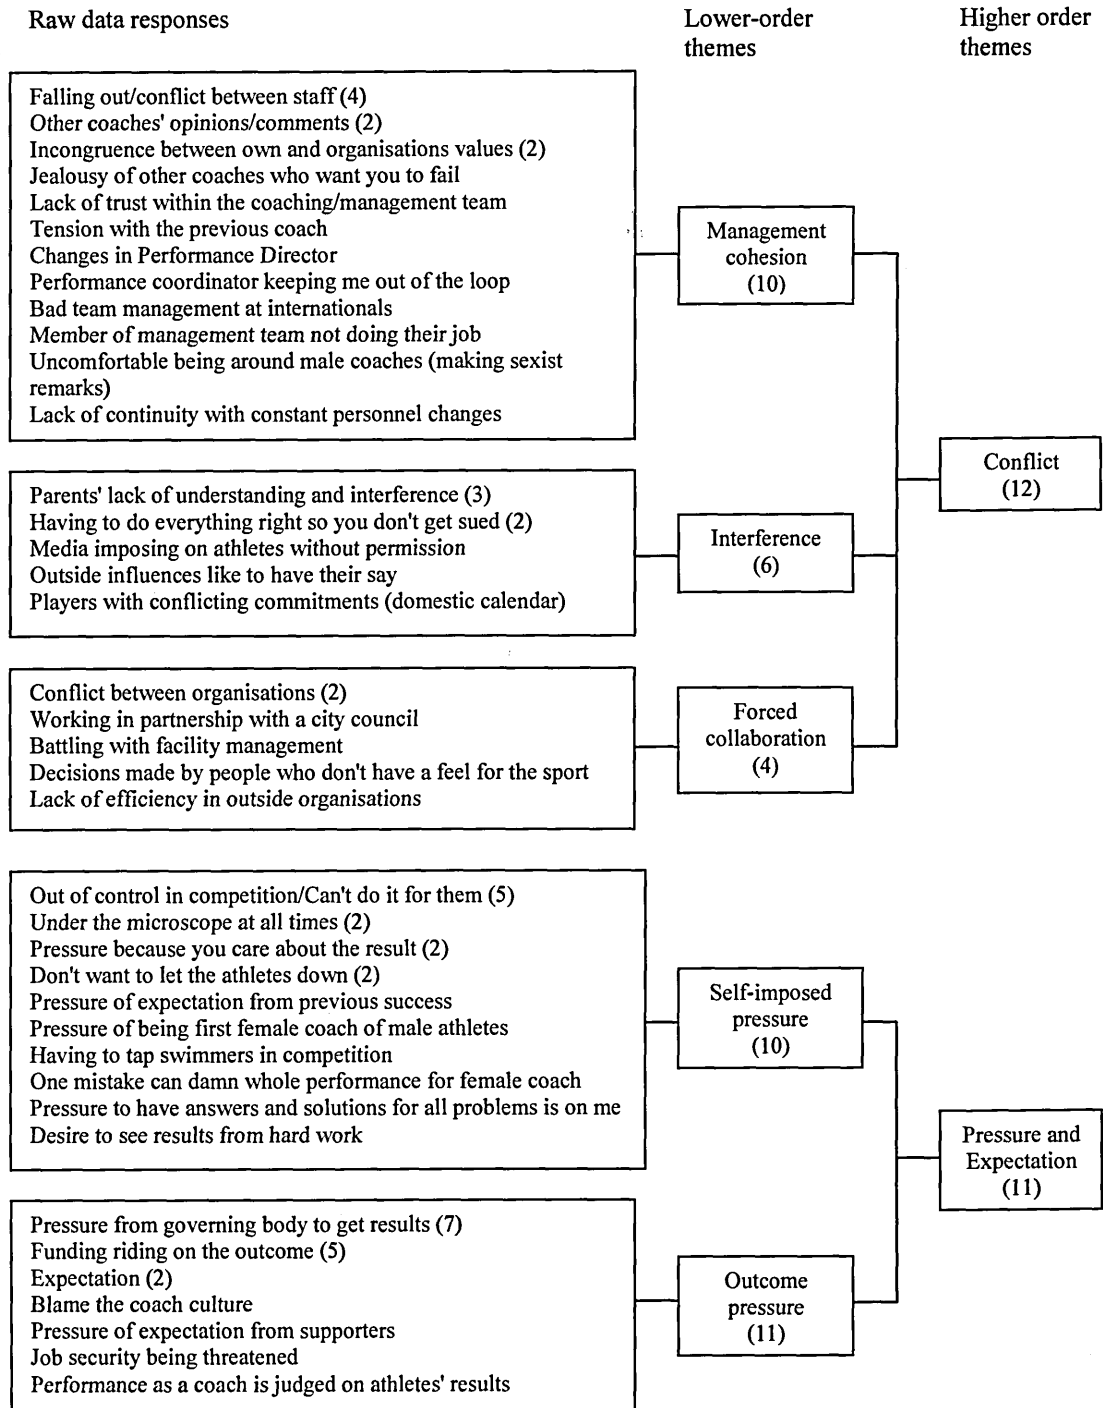 Raw data responses
Lower-order
themes
Higher order
themes
Falling out/conflict between staff (4)
Other coaches' opinions/comments (2)
Incongruence between own and organisations values (2)
Jealousy of other coaches who want you to fail
Lack of trust within the coaching/management team
Tension with the previous coach
Changes in Performance Director
Performance coordinator keeping me out of the loop
Bad team management at internationals
Member of management team not doing their job
Uncomfortable being around male coaches (making sexist
remarks)
Lack of continuity with constant personnel changes
Management
cohesion
(10)
Conflict
(12)
Parents' lack of understanding and interference (3)
Having to do everything right so you don't get sued (2)
Media imposing on athletes without permission
Outside influences like to have their say
Players with conflicting commitments (domestic calendar)
Interference
(6)
Conflict between organisations (2)
Working in partnership with a city council
Battling with facility management
Decisions made by people who don't have a feel for the sport
Lack of efficiency in outside organisations
Forced
collaboration
(4)
Out of control in competition/Can't do it for them (5)
Under the microscope at all times (2)
Pressure because you care about the result (2)
Don't want to let the athletes down (2)
Pressure of expectation from previous success
Pressure of being first female coach of male athletes
Having to tap swimmers in competition
One mistake can damn whole performance for female coach
Pressure to have answers and solutions for all problems is on me
Desire to see results from hard work
Self-imposed
pressure
(10)
Pressure and
Expectation
(11)
Pressure from governing body to get results (7)
Funding riding on the outcome (5)
Expectation (2)
Blame the coach culture
Pressure of expectation from supporters
Job security being threatened
Performance as a coach is judged on athletes' results
Outcome
pressure
(11)